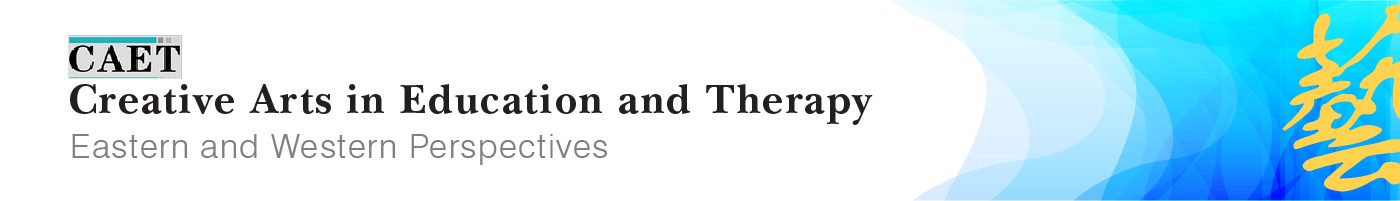 CAET
Creative Arts in Education and Therapy
Eastern and Western Perspectives
藝